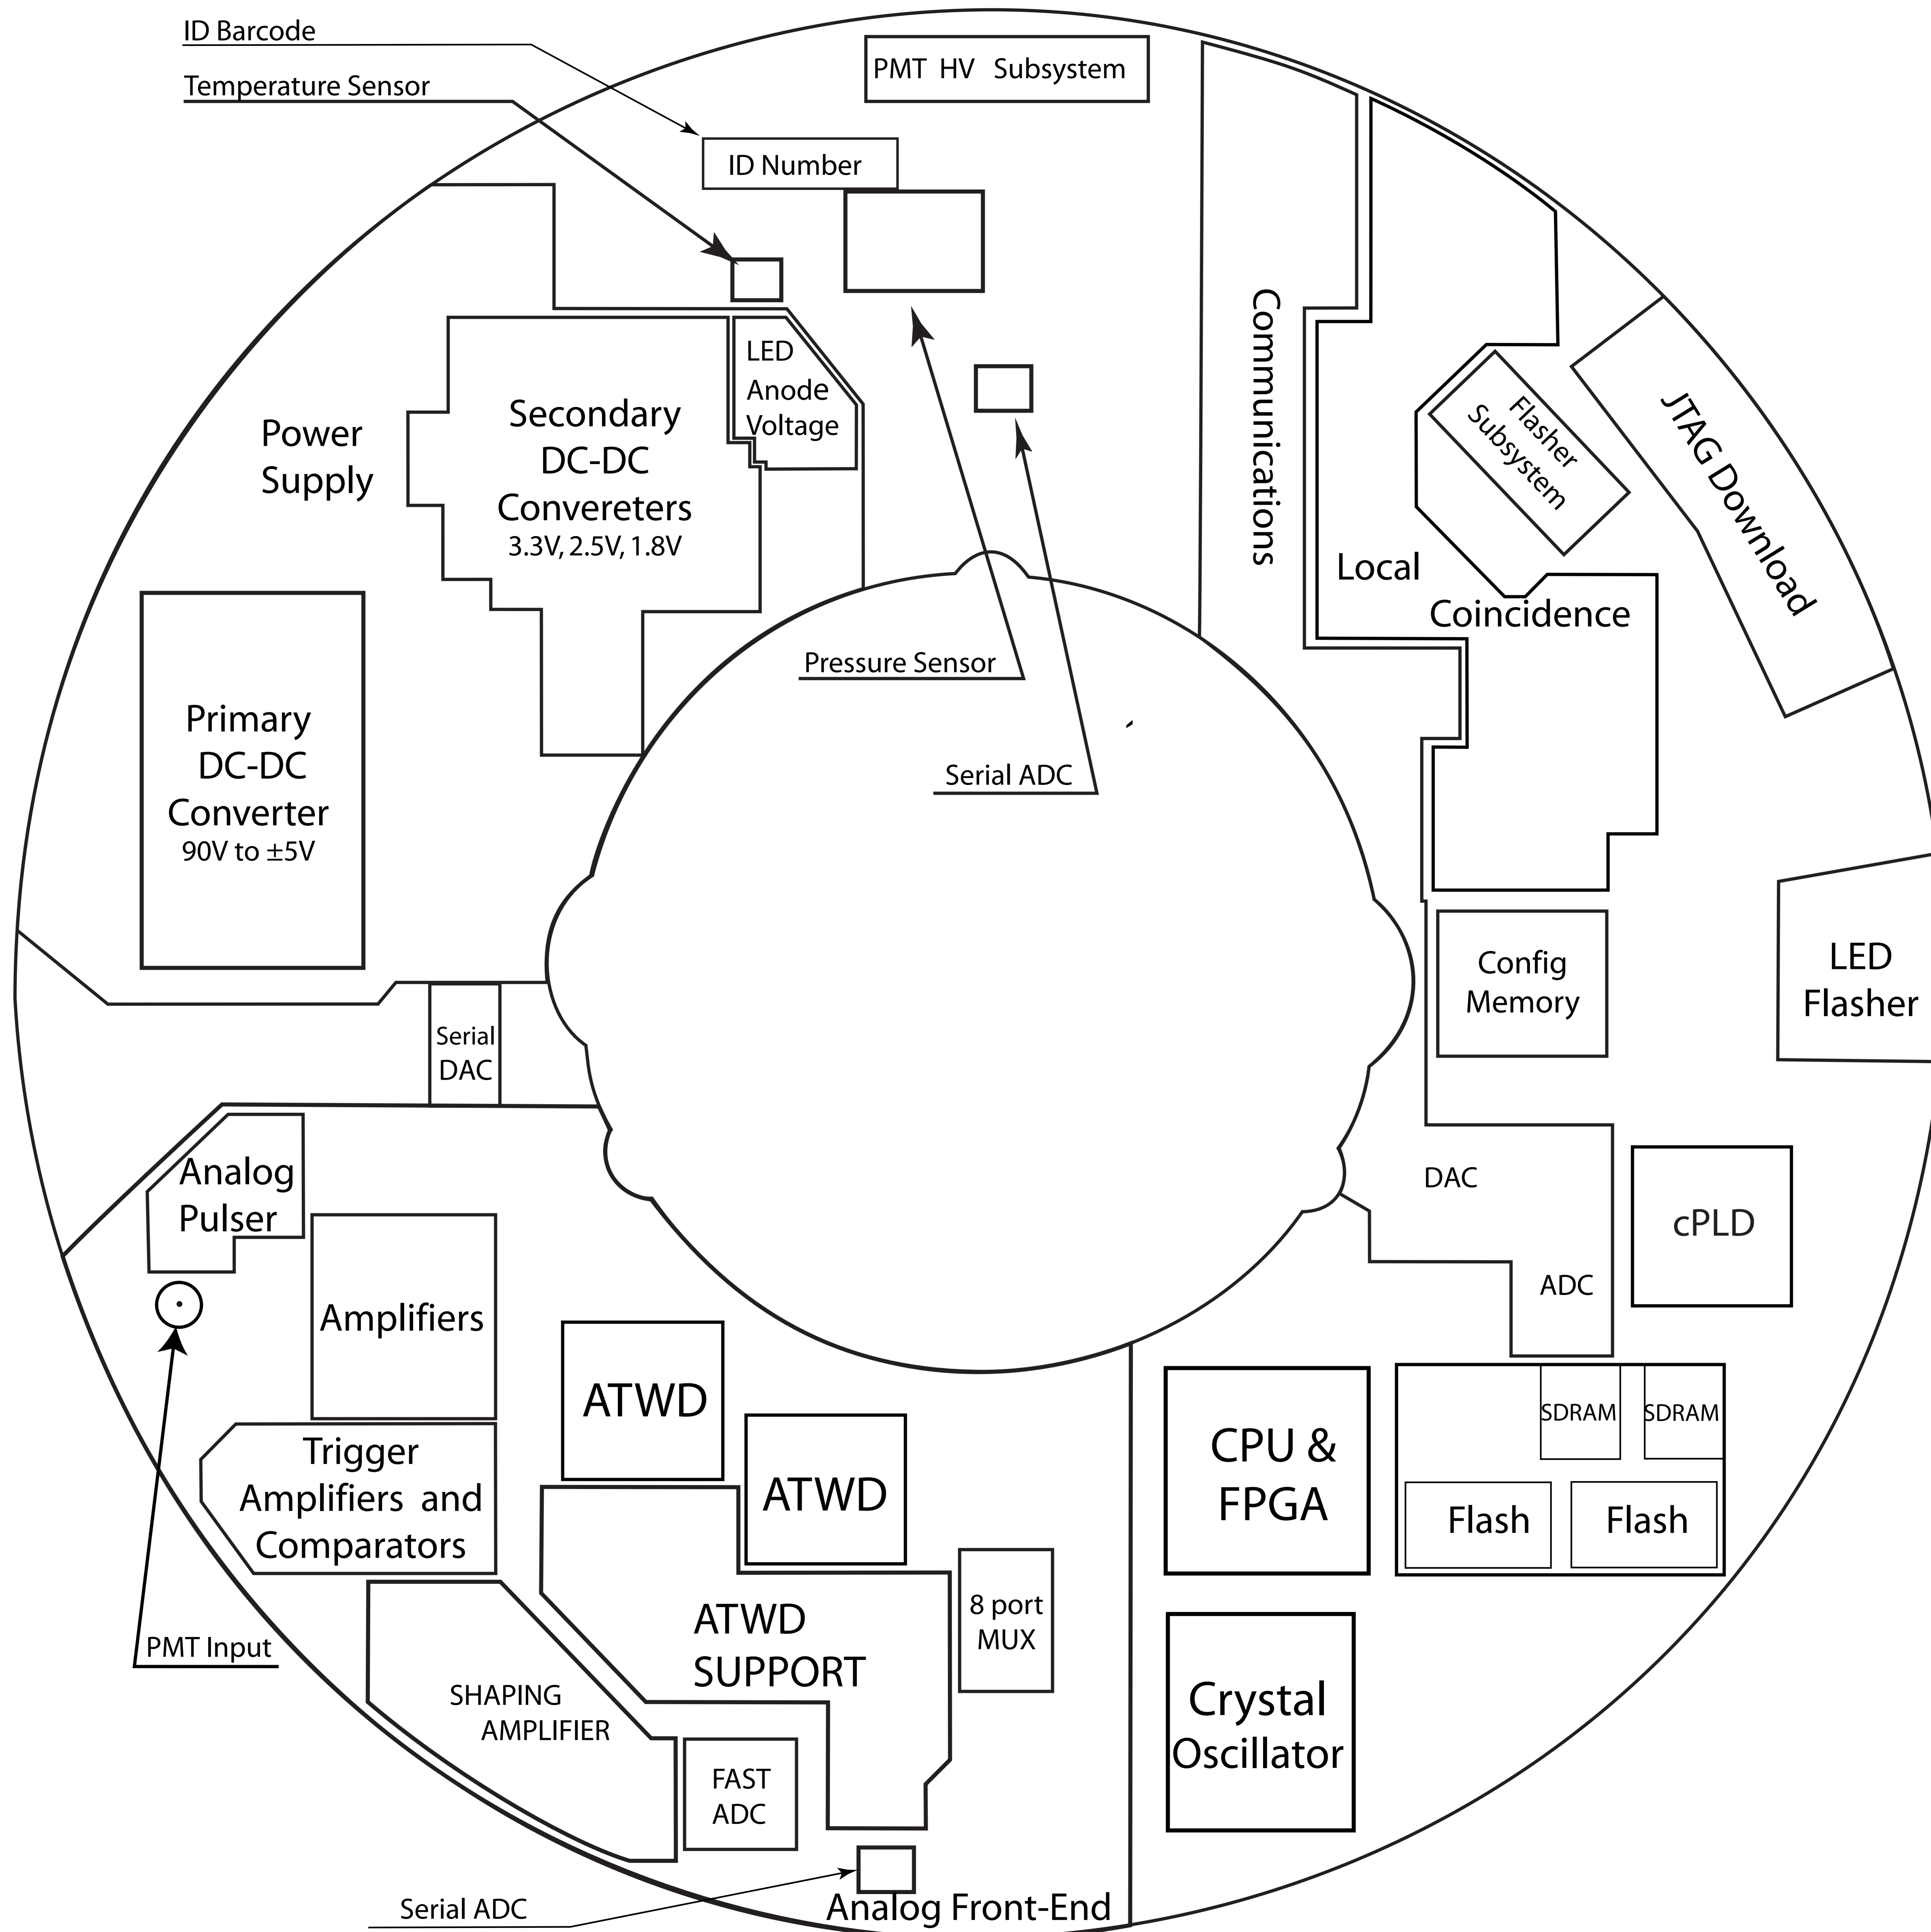 ID Barcode
Temperature Sensor
PMT HV Subsystem
ID Number
LED
Anode
Voltage
Power
Supply
Secondary
DC-DC
Convereters
3.3V, 2.5V, 1.8V
Communications
Flasher
Subsystem
JTAG Download
Local
Coincidence
Pressure Sensor
Serial ADC
Primary
DC-DC
Converter
90V to ±5V
Config
Memory
LED
Flasher
Serial
DAC
Analog
Pulser
DAC
ADC
cPLD
Amplifiers
ATWD
ATWD
Trigger
Amplifiers and
Comparators
CPU &
FPGA
SDRAM
SDRAM
Flash
Flash
PMT Input
ATWD
SUPPORT
8 port
MUX
SHAPING
AMPLIFIER
FAST
ADC
Crystal
Oscillator
Serial ADC
Analog Front-End